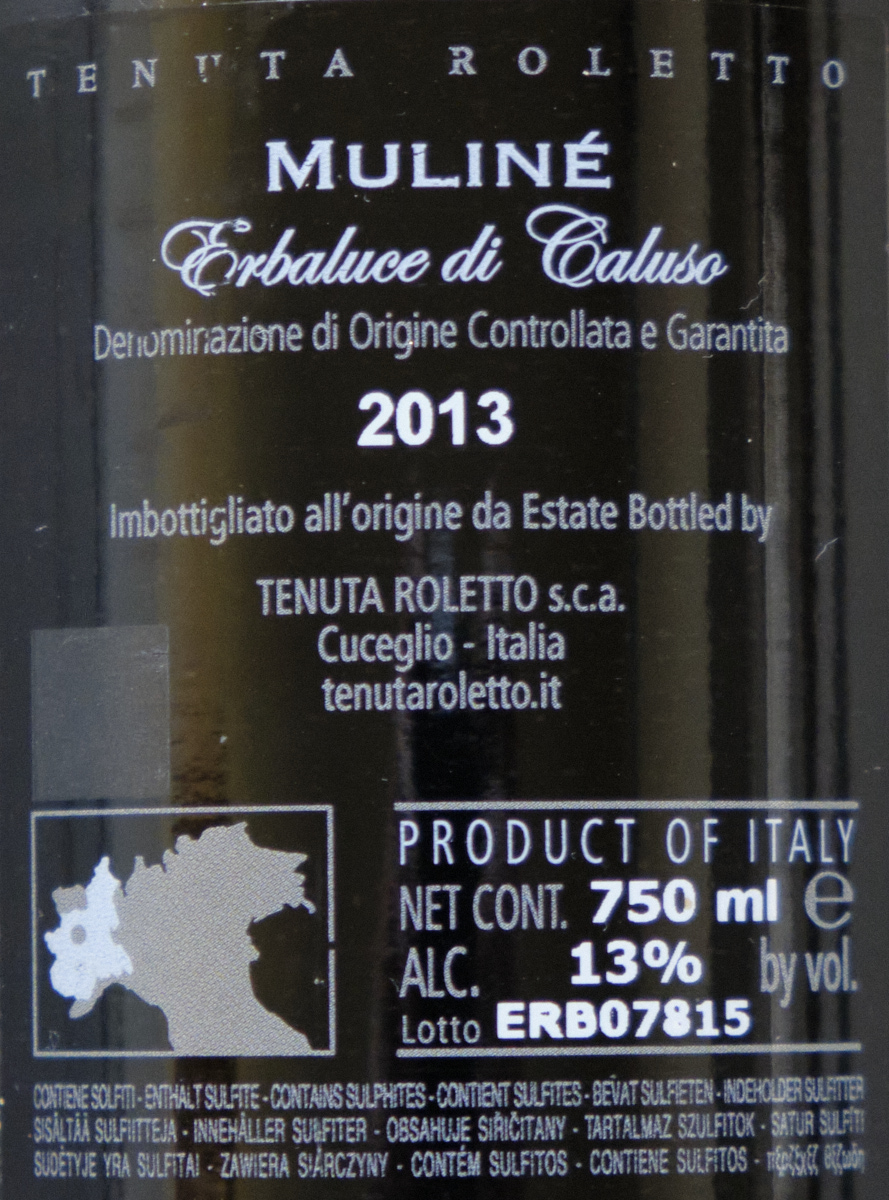 TENUTA ROLETTO
MULINÉ
Erbaluce di Caluso
Denominazione di Origine Controllata e Garantita
2013
Imbottigliato all'origine da Estate Bottled by
TENUTA ROLETTO s.c.a.
Cuceglio - Italia
tenutaroletto.it
PRODUCT OF ITALY
NET CONT. 750 ml e
ALC. 13% by vol.
Lotto ERB07815
CONTIENE SOLFITI - ENTHÄLT SULFITE - CONTAINS SULPHITES - CONTIENT SULFITES - BEVAT SULFIETEN - INDEHOLDER SULFITTER
SISÄLTÄÄ SULFIITTEJA - INNEHÅLLER SULFITER - OBSAHUJE SIŘIČITANY - TARTALMAZ SZULFITOK - SATUR SULFĪTI
SUDĖTYJE YRA SULFITAI - ZAWIERA SIARCZYNY - CONTÉM SULFITOS - CONTIENE SULFITOS -